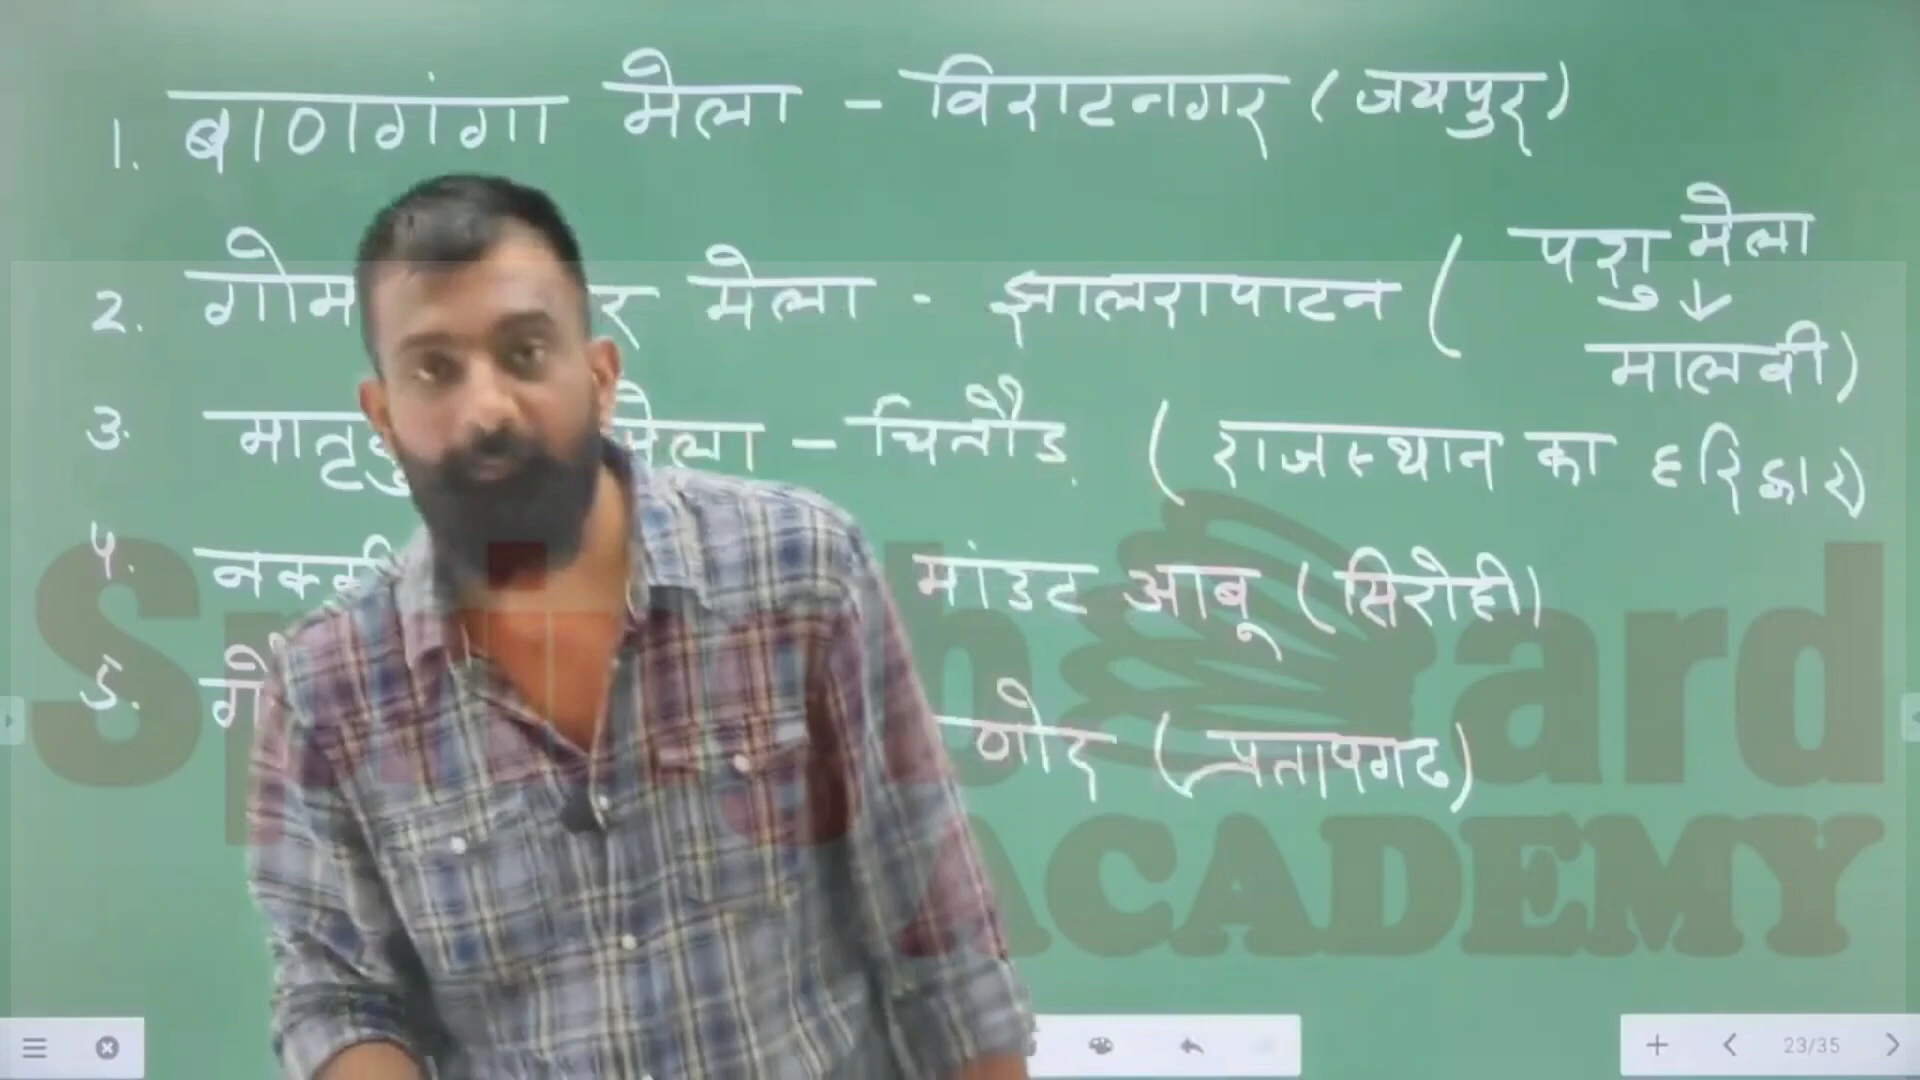 1. बाणगंगा मेला - विराटनगर (जयपुर)
2. गोम र मेला - झालरापाटन ( पशु मेला
↓
मालवी)
3. मेला - चितौड़ ( राजस्थान का हरिद्वार)
4. नक्की मांउट आबू (सिरोही)
5. णोद (प्रतापगढ)
ard
ACADEMY
23/35